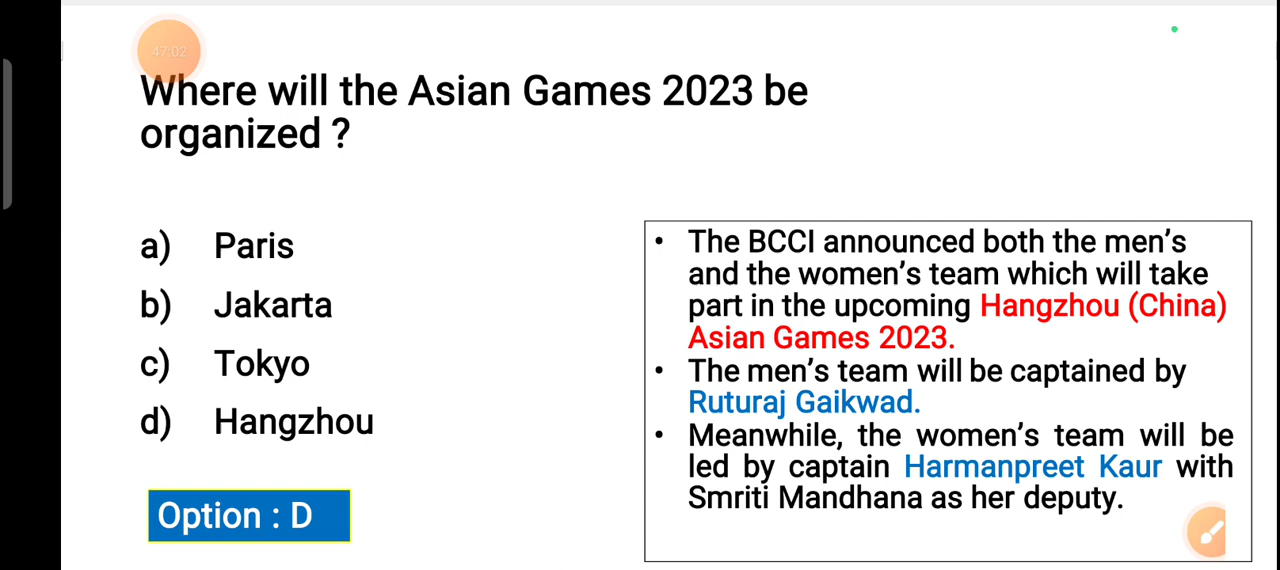 47:02
Where will the Asian Games 2023 be
organized ?
a) Paris
b) Jakarta
c) Tokyo
d) Hangzhou
Option : D
• The BCCI announced both the men's
and the women's team which will take
part in the upcoming Hangzhou (China)
Asian Games 2023.
• The men's team will be captained by
Ruturaj Gaikwad.
• Meanwhile, the women's team will be
led by captain Harmanpreet Kaur with
Smriti Mandhana as her deputy.